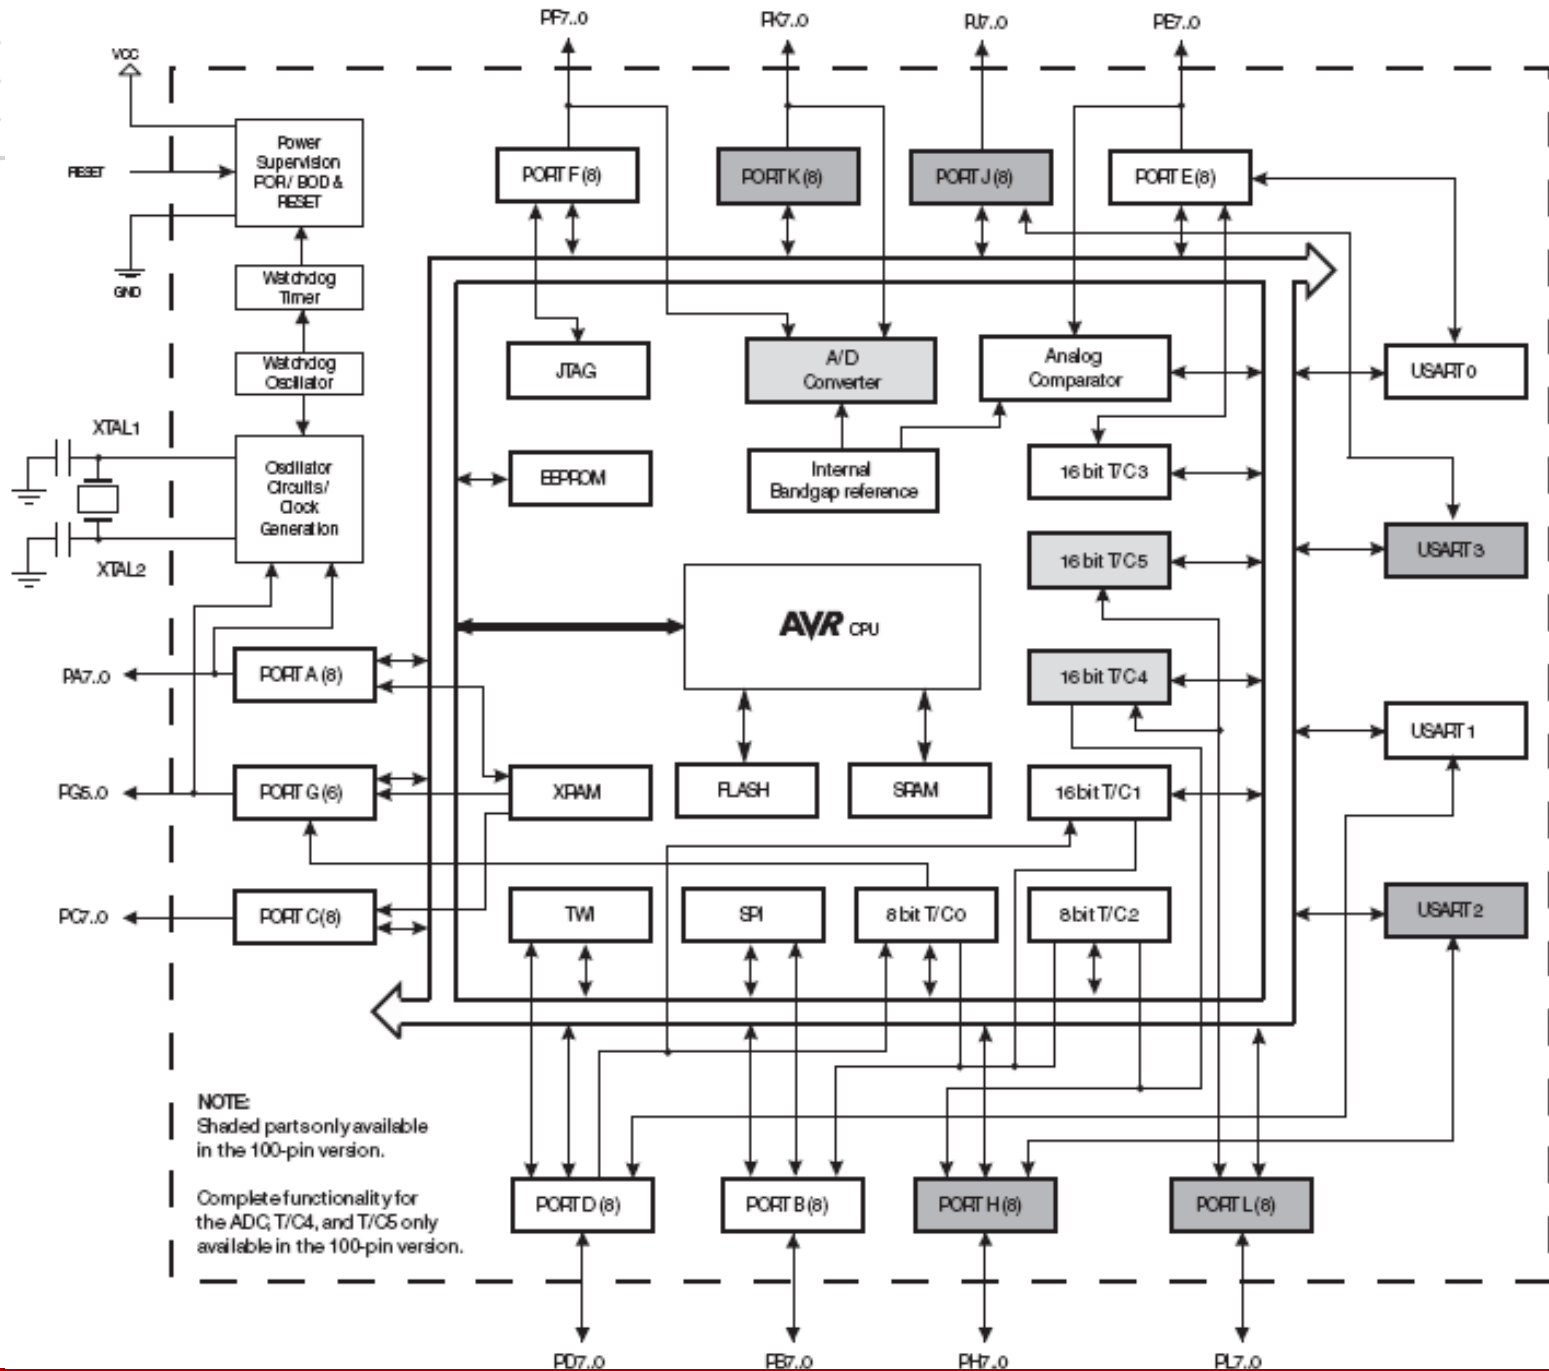 PF7..0
PK7..0
PJ7..0
PE7..0
VCC
RESET
GND
Power
Supervision
POR / BOD &
RESET
Watchdog
Timer
Watchdog
Oscillator
XTAL1
XTAL2
Oscillator
Circuits /
Clock
Generation
PORT F (8)
PORT K (8)
PORT J (8)
PORT E (8)
JTAG
A/D
Converter
Analog
Comparator
USART 0
EEPROM
Internal
Bandgap reference
16 bit T/C3
16 bit T/C5
USART 3
AVR CPU
16 bit T/C4
PA7..0
PORT A (8)
USART 1
PG5..0
PORT G (6)
XRAM
FLASH
SRAM
16 bit T/C1
PC7..0
PORT C (8)
TWI
SPI
8 bit T/C0
8 bit T/C2
USART 2
NOTE:
Shaded parts only available
in the 100-pin version.
Complete functionality for
the ADC, T/C4, and T/C5 only
available in the 100-pin version.
PORT D (8)
PORT B (8)
PORT H (8)
PORT L (8)
PD7..0
PB7..0
PH7..0
PL7..0